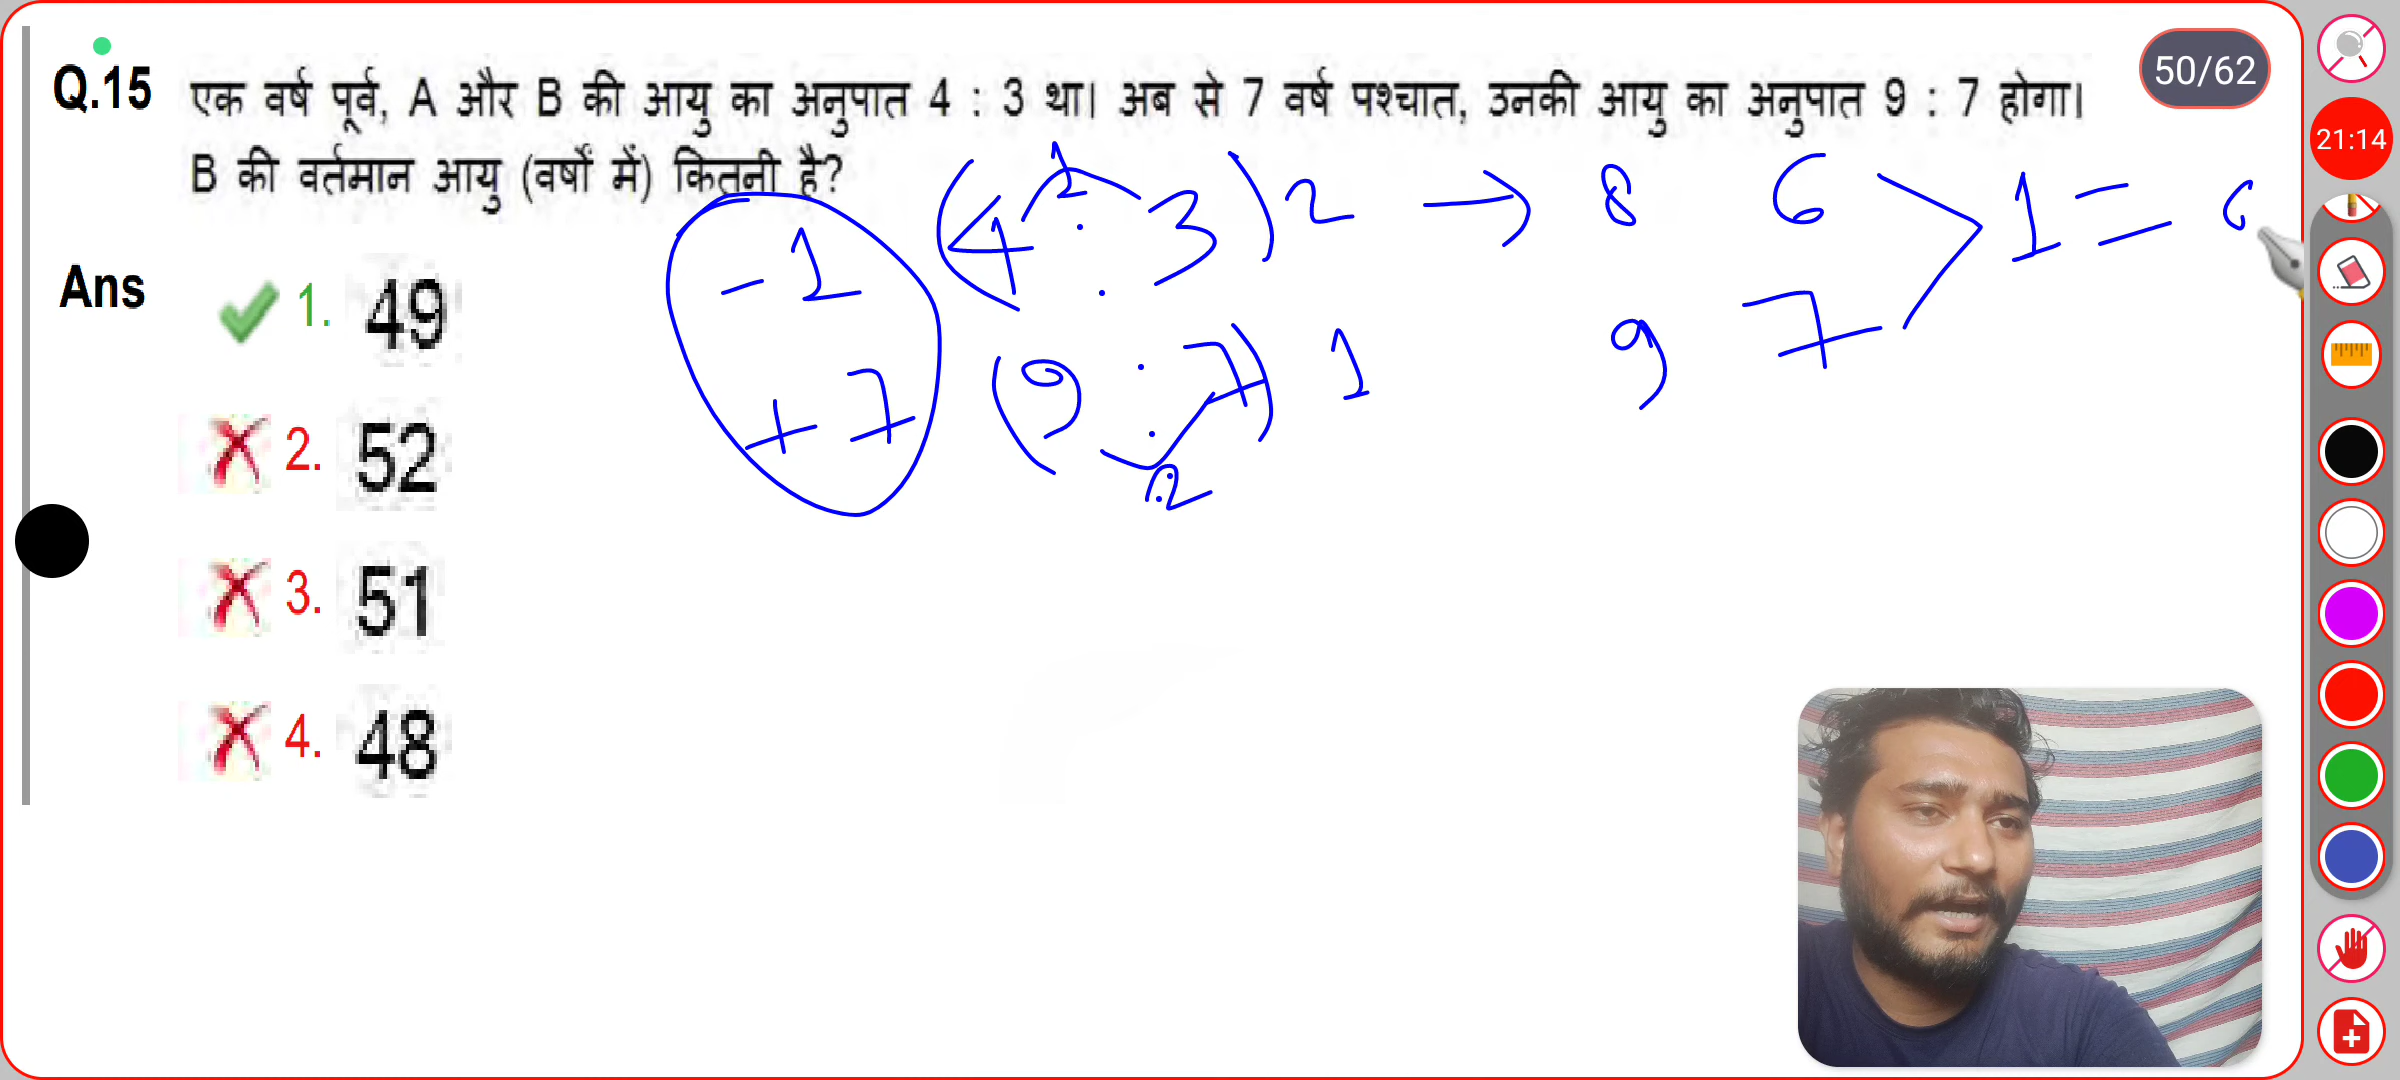 Q.15 एक वर्ष पूर्व, A और B की आयु का अनुपात 4 : 3 था। अब से 7 वर्ष पश्चात, उनकी आयु का अनुपात 9 : 7 होगा।
B की वर्तमान आयु (वर्षों में) कितनी है?
50/62
21:14
Ans
1. 49
2. 52
3. 51
4. 48
1
-1 (4 : 3) 2 → 8 6 1 =
+7 (9 : 7) 1 9 7
2